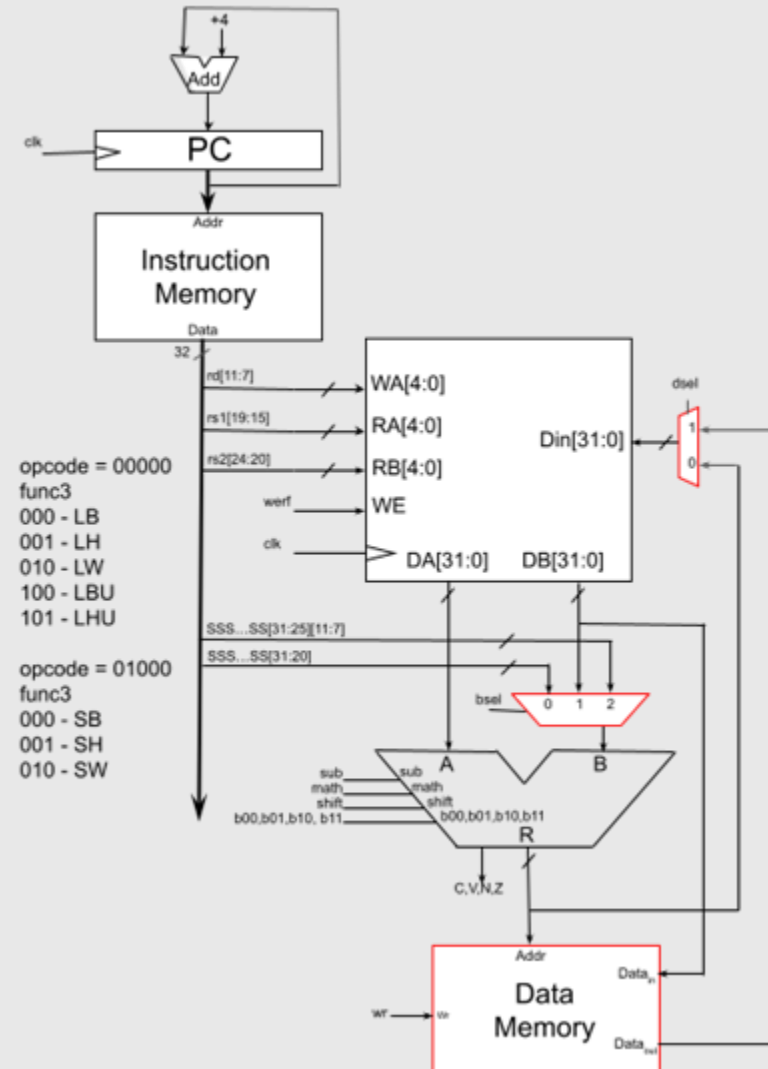 +4
Add
clk
PC
Addr
Instruction
Memory
Data
32
rd[11:7]
rs1[19:15]
rs2[24:20]
werf
clk
WA[4:0]
RA[4:0]
RB[4:0]
WE
Din[31:0]
DA[31:0] DB[31:0]
dsel
1
0
opcode = 00000
func3
000 - LB
001 - LH
010 - LW
100 - LBU
101 - LHU
opcode = 01000
func3
000 - SB
001 - SH
010 - SW
SSS...SS[31:25][11:7]
SSS...SS[31:20]
bsel
0 1 2
A B
sub
math
shift
b00,b01,b10, b11
sub
math
shift
b00,b01,b10,b11
R
C,V,N,Z
Addr
Data
Memory
Data in
wr
Wr
Data out